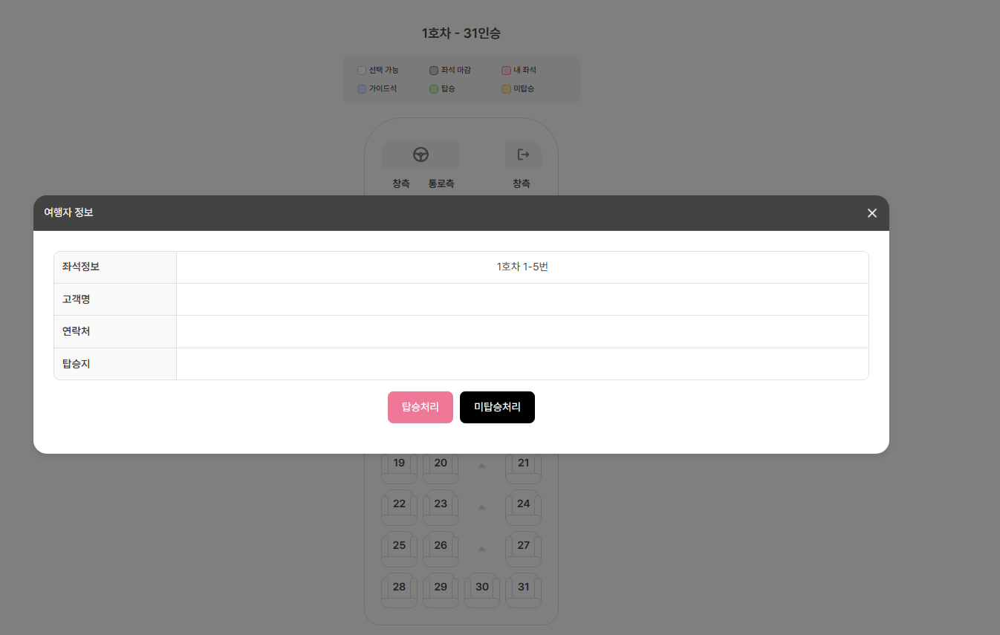 1호차 - 31인승
선택 가능 좌석 마감 내 좌석
가이드석 탑승 미탑승
창측 통로측 창측
여행자 정보
좌석정보 1호차 1-5번
고객명
연락처
탑승지
탑승처리 미탑승처리
19 20 21
22 23 24
25 26 27
28 29 30 31